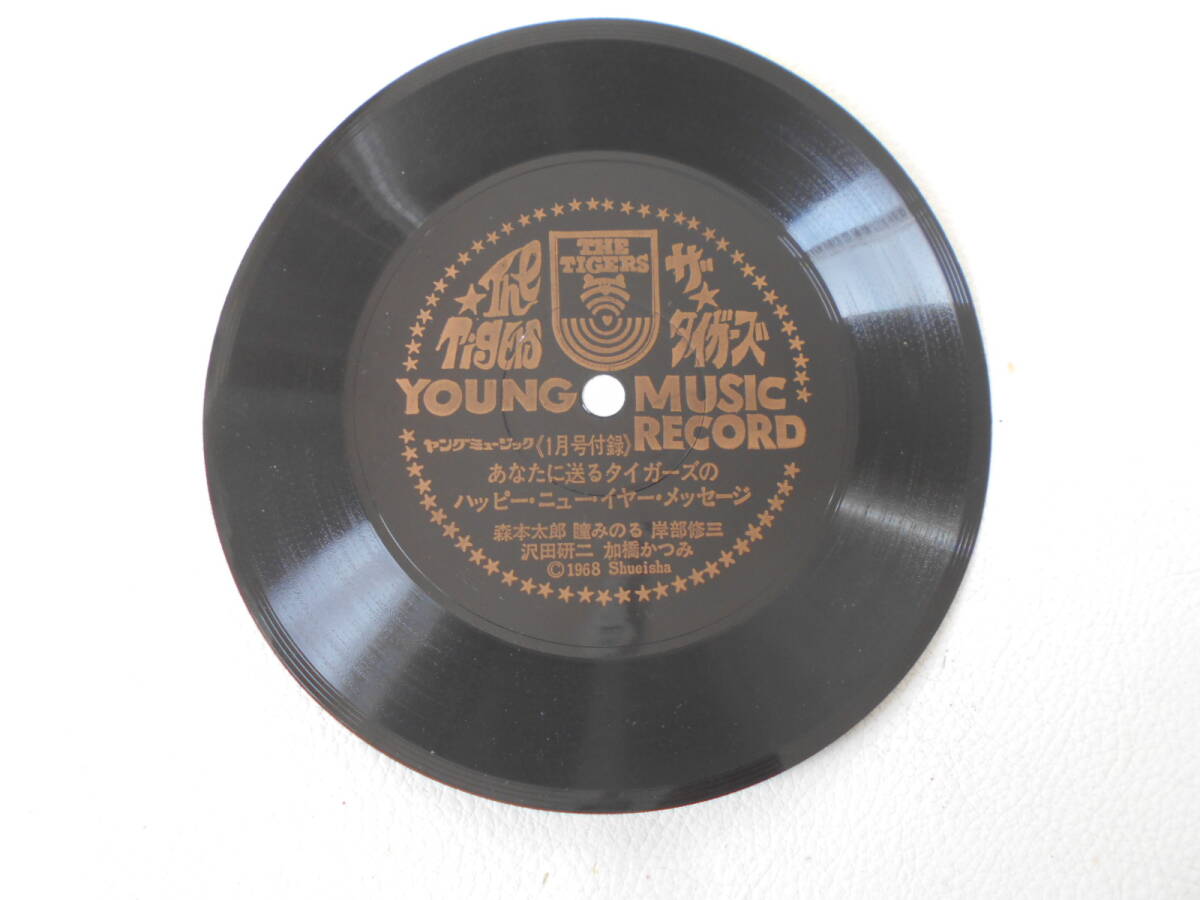 The
Tigers
THE
TIGERS
ザ
タイガーズ
YOUNG MUSIC
RECORD
ヤングミュージック《1月号付録》
あなたに送るタイガーズの
ハッピー・ニュー・イヤー・メッセージ
森本太郎 瞳みのる 岸部修三
沢田研二 加橋かつみ
©1968 Shueisha